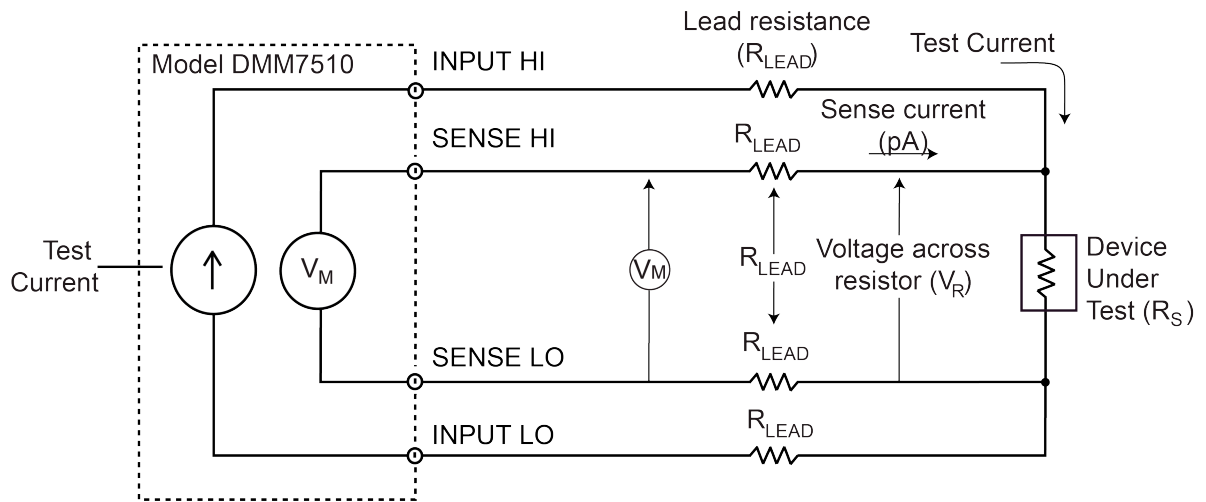 Lead resistance
(RLEAD)
Test Current
Model DMM7510
INPUT HI
Sense current
(pA)
RLEAD
SENSE HI
Test
Current
VM
VM
RLEAD
Voltage across
resistor (VR)
Device
Under
Test (RS)
SENSE LO
RLEAD
INPUT LO
RLEAD